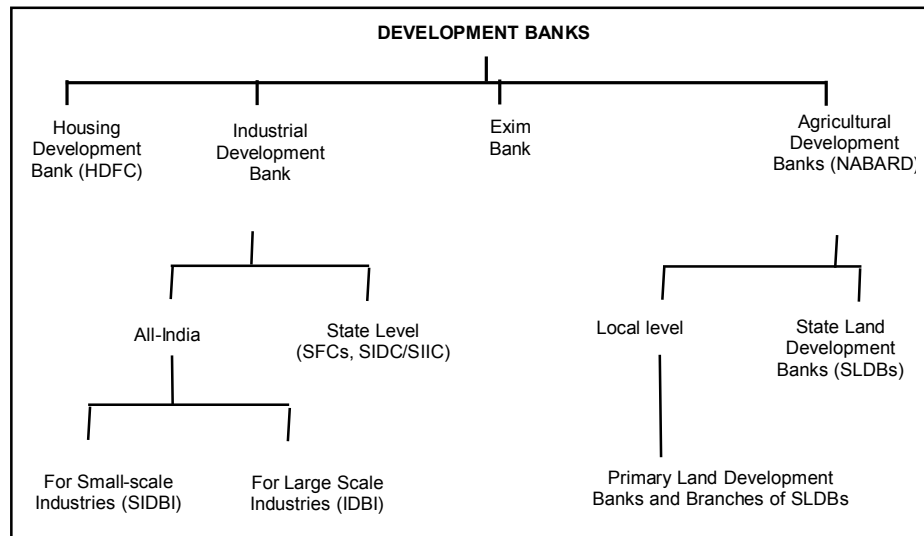 DEVELOPMENT BANKS
Housing
Development
Bank (HDFC)
Industrial
Development
Bank
Exim
Bank
Agricultural
Development
Banks (NABARD)
All-India
State Level
(SFCs, SIDC/SIIC)
Local level
State Land
Development
Banks (SLDBs)
For Small-scale
Industries (SIDBI)
For Large Scale
Industries (IDBI)
Primary Land Development
Banks and Branches of SLDBs